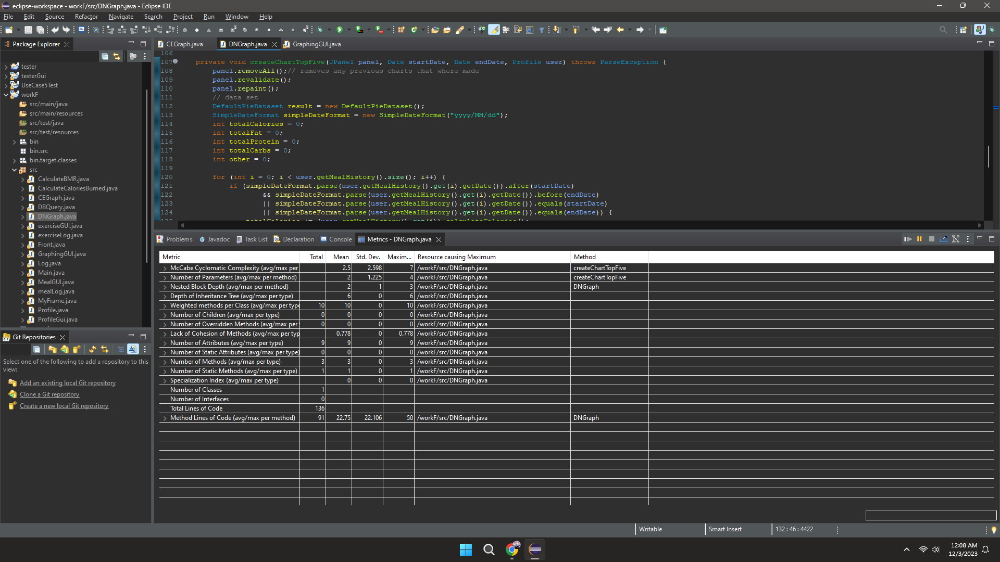 eclipse-workspace - workF/src/DNGraph.java - Eclipse IDE
File Edit Source Refactor Navigate Search Project Run Window Help
Package Explorer
tester
testerGui
UseCase5Test
workF
src/main/java
src/main/resources
src/test/java
src/test/resources
bin
bin.src
bin.target.classes
src
CalculateBMR.java
CalculateCaloriesBurned.java
CEGraph.java
DBQuery.java
DNGraph.java
exerciseGUI.java
exerciseLog.java
Front.java
GraphingGUI.java
Log.java
Main.java
MealGUI.java
mealLog.java
MyFrame.java
Profile.java
ProfileGui.java
Git Repositories
Select one of the following to add a repository to this
view:
Add an existing local Git repository
Clone a Git repository
Create a new local Git repository
CEGraph.java DNGraph.java GraphingGUI.java
106
107 private void createChartTopFive(JPanel panel, Date startDate, Date endDate, Profile user) throws ParseException {
108 panel.removeAll();// removes any previous charts that where made
109 panel.revalidate();
110 panel.repaint();
111 // data set
112 DefaultPieDataset result = new DefaultPieDataset();
113 SimpleDateFormat simpleDateFormat = new SimpleDateFormat("yyyy/MM/dd");
114 int totalCalories = 0;
115 int totalFat = 0;
116 int totalProtein = 0;
117 int totalCarbs = 0;
118 int other = 0;
119
120 for (int i = 0; i < user.getMealHistory().size(); i++) {
121 if (simpleDateFormat.parse(user.getMealHistory().get(i).getDate()).after(startDate)
122 && simpleDateFormat.parse(user.getMealHistory().get(i).getDate()).before(endDate)
123 || simpleDateFormat.parse(user.getMealHistory().get(i).getDate()).equals(startDate)
124 || simpleDateFormat.parse(user.getMealHistory().get(i).getDate()).equals(endDate)) {
Problems Javadoc Task List Declaration Console Metrics - DNGraph.java
Metric Total Mean Std. Dev. Maxim... Resource causing Maximum Method
McCabe Cyclomatic Complexity (avg/max per 2.5 2.598 7 /workF/src/DNGraph.java createChartTopFive
Number of Parameters (avg/max per method) 2 1.225 4 /workF/src/DNGraph.java createChartTopFive
Nested Block Depth (avg/max per method) 2 1 3 /workF/src/DNGraph.java DNGraph
Depth of Inheritance Tree (avg/max per type) 6 0 6 /workF/src/DNGraph.java
Weighted methods per Class (avg/max per type 10 10 0 10 /workF/src/DNGraph.java
Number of Children (avg/max per type) 0 0 0 0 /workF/src/DNGraph.java
Number of Overridden Methods (avg/max per 0 0 0 0 /workF/src/DNGraph.java
Lack of Cohesion of Methods (avg/max per typ 0.778 0 0.778 /workF/src/DNGraph.java
Number of Attributes (avg/max per type) 9 9 0 9 /workF/src/DNGraph.java
Number of Static Attributes (avg/max per type) 0 0 0 0 /workF/src/DNGraph.java
Number of Methods (avg/max per type) 3 3 0 3 /workF/src/DNGraph.java
Number of Static Methods (avg/max per type) 1 1 0 1 /workF/src/DNGraph.java
Specialization Index (avg/max per type) 0 0 0 /workF/src/DNGraph.java
Number of Classes 1
Number of Interfaces 0
Total Lines of Code 136
Method Lines of Code (avg/max per method) 91 22.75 22.106 50 /workF/src/DNGraph.java DNGraph
Writable Smart Insert 132 : 46 : 4422
12:08 AM
12/3/2023